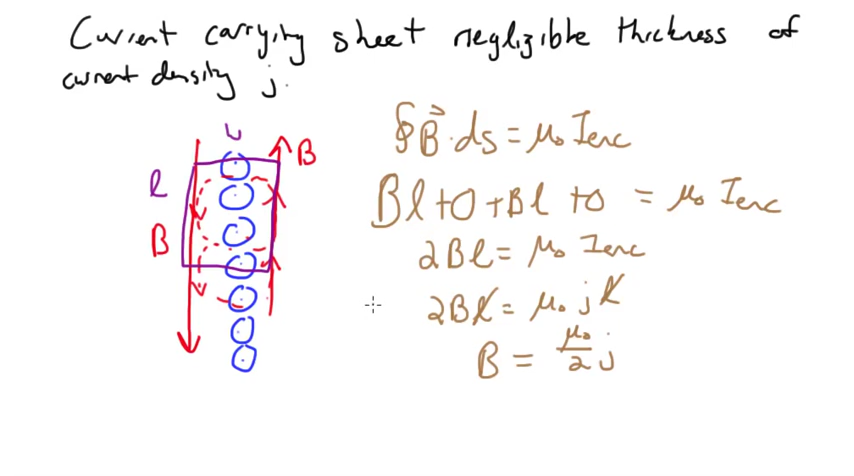 Current carrying sheet neglizible thickness of
current density j.
w
B
l
B
∮B⃗·ds = μ₀ Ienc
Bl + 0 + Bl + 0 = μ₀ Ienc
2Bl = μ₀ Ienc
2Bl = μ₀ j l
B = μ₀/2 j